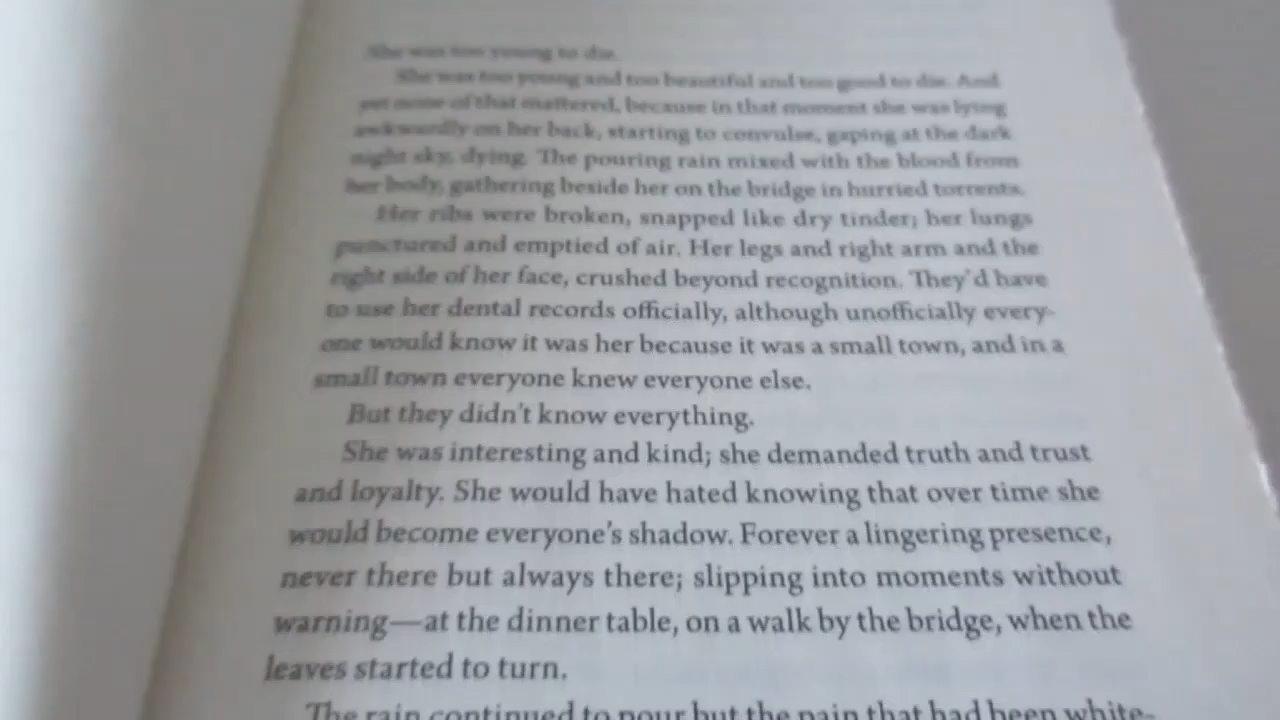 She was too young to die.
She was too young and too beautiful and too good to die. And
yet none of that mattered, because in that moment she was lying
awkwardly on her back, starting to convulse, gaping at the dark
night sky, dying. The pouring rain mixed with the blood from
her body, gathering beside her on the bridge in hurried torrents.
Her ribs were broken, snapped like dry tinder; her lungs
punctured and emptied of air. Her legs and right arm and the
right side of her face, crushed beyond recognition. They'd have
to use her dental records officially, although unofficially every-
one would know it was her because it was a small town, and in a
small town everyone knew everyone else.
But they didn't know everything.
She was interesting and kind; she demanded truth and trust
and loyalty. She would have hated knowing that over time she
would become everyone's shadow. Forever a lingering presence,
never there but always there; slipping into moments without
warning—at the dinner table, on a walk by the bridge, when the
leaves started to turn.
The rain continued to pour but the pain that had been white-